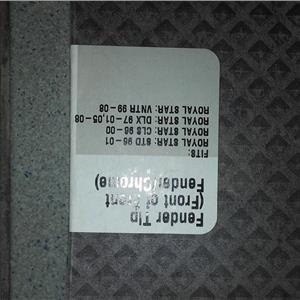 Fender Tip
(Front of Front
Fender/Chrome)
FITS:
ROYAL STAR: STD 96-01
ROYAL STAR: CLS 96-00
ROYAL STAR: DLX 97-01,05-08
ROYAL STAR: VNTR 99-08